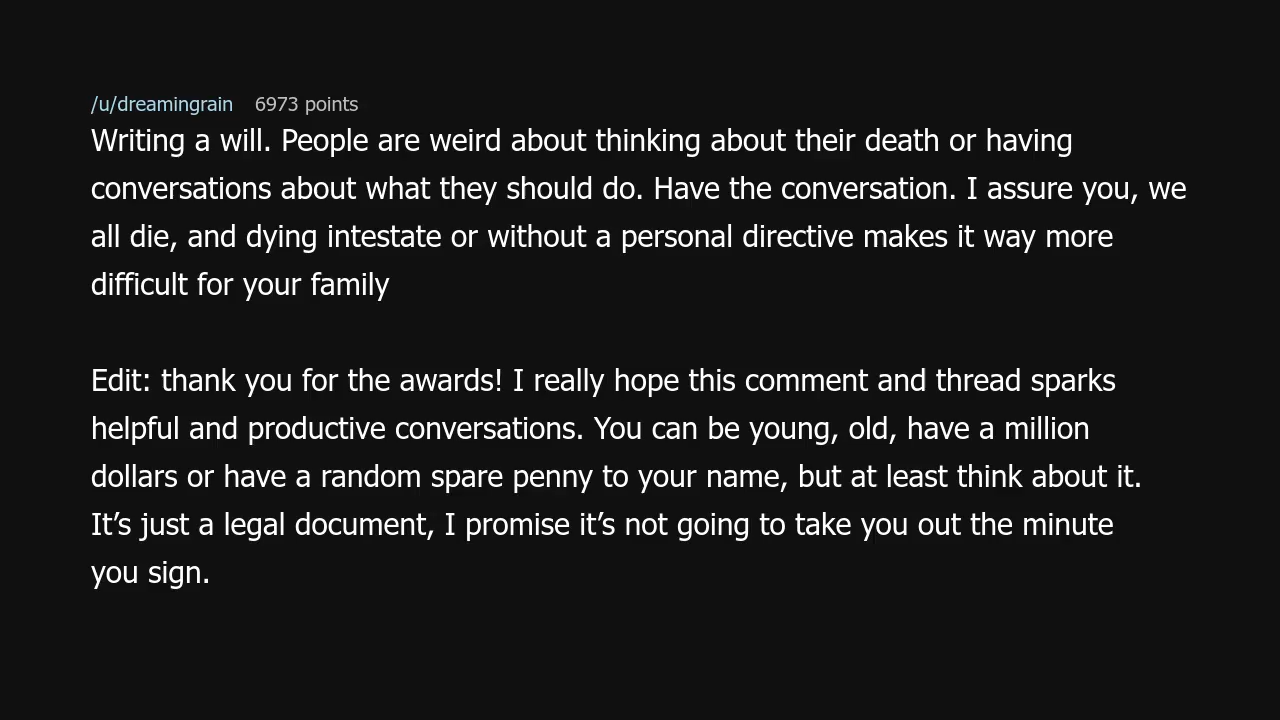 /u/dreamingrain 6973 points
Writing a will. People are weird about thinking about their death or having
conversations about what they should do. Have the conversation. I assure you, we
all die, and dying intestate or without a personal directive makes it way more
difficult for your family
Edit: thank you for the awards! I really hope this comment and thread sparks
helpful and productive conversations. You can be young, old, have a million
dollars or have a random spare penny to your name, but at least think about it.
It’s just a legal document, I promise it’s not going to take you out the minute
you sign.